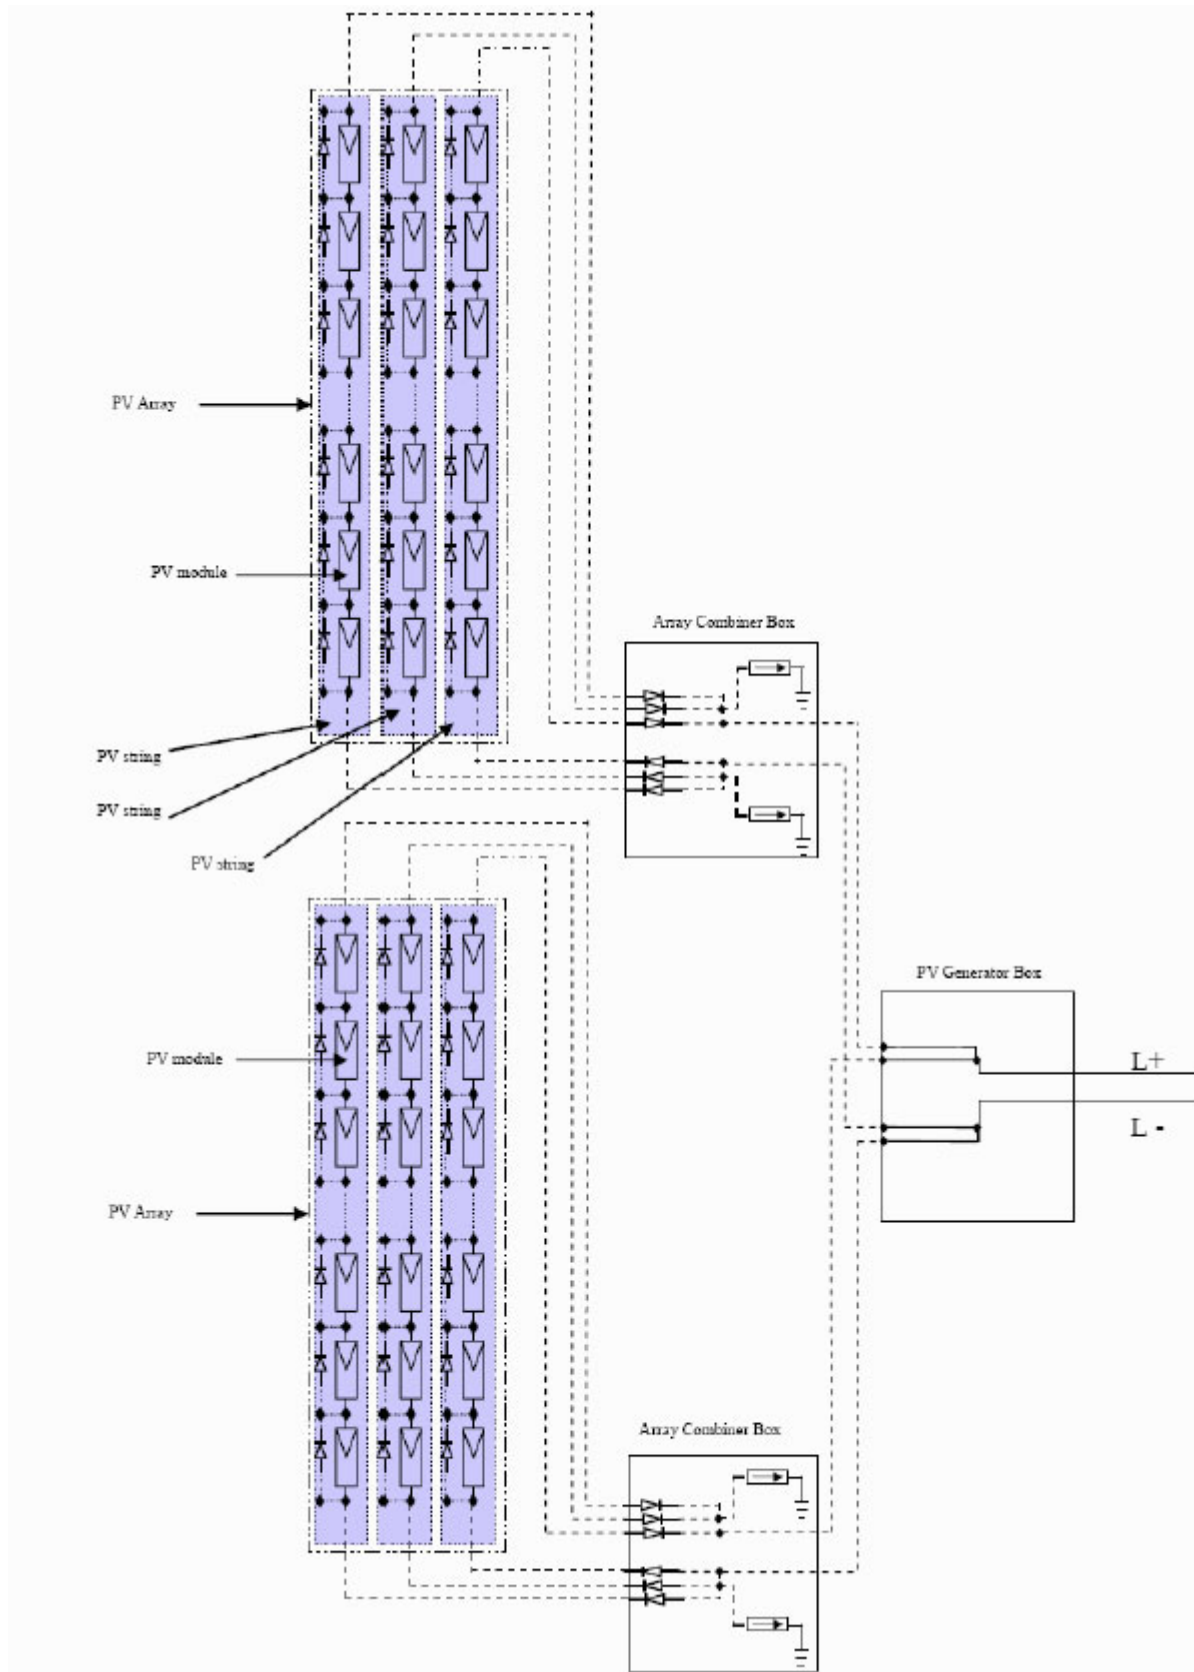 PV Array
PV module
Array Combiner Box
PV string
PV string
PV string
PV Generator Box
PV module
L+
L -
PV Array
Array Combiner Box